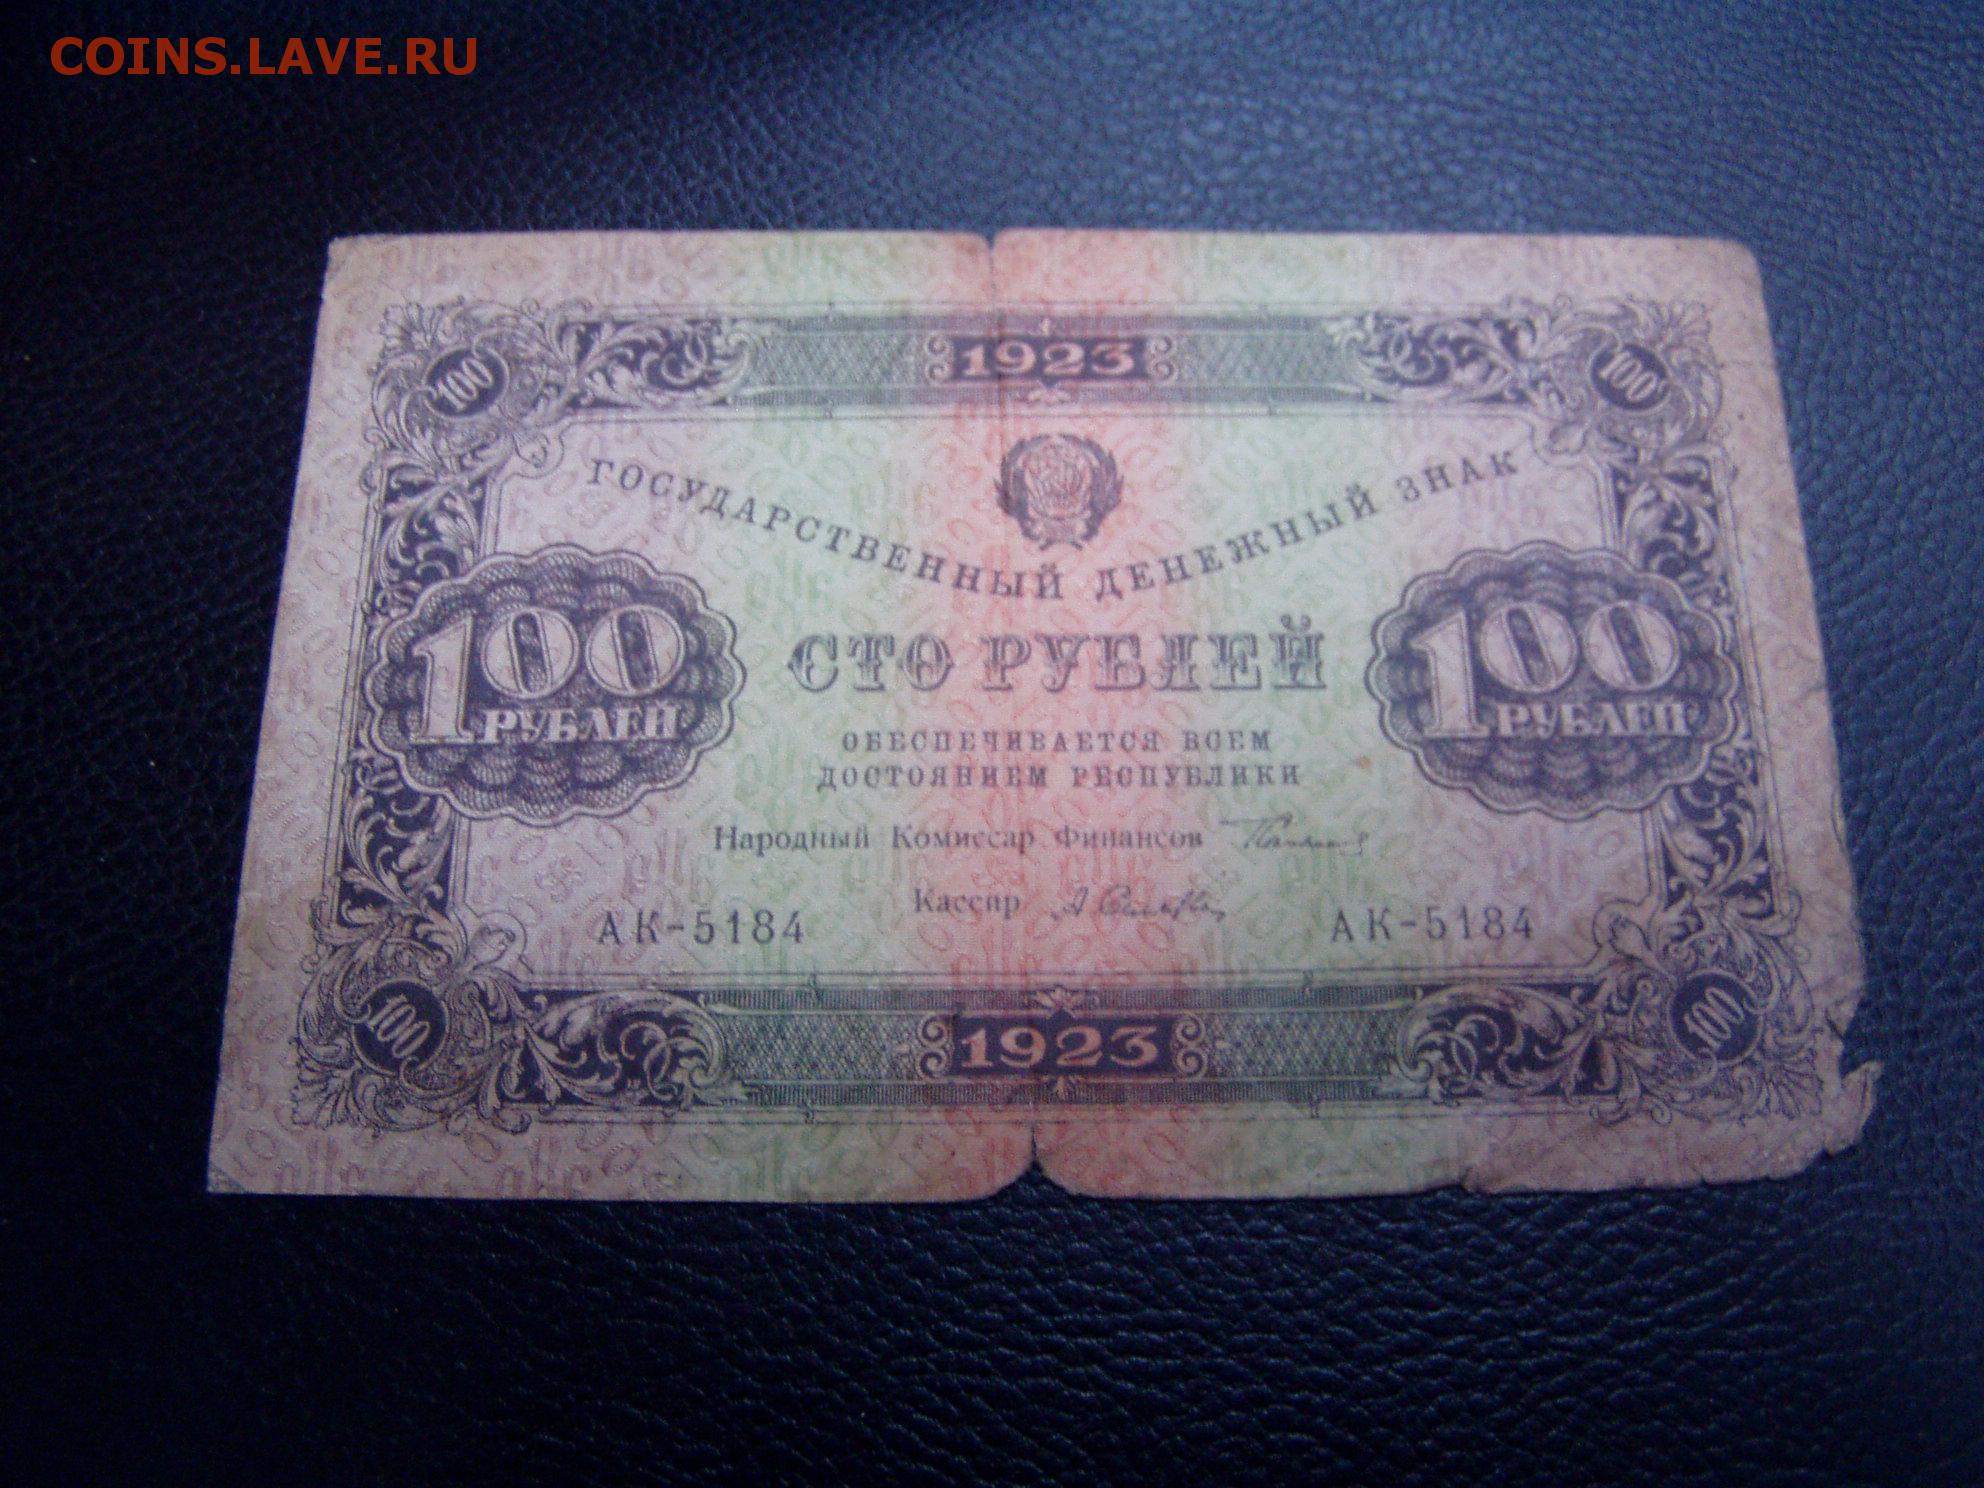 COINS.LAVE.RU
1923
100 100
ГОСУДАРСТВЕННЫЙ ДЕНЕЖНЫЙ ЗНАК
100 РУБЛЕЙ
СТО РУБЛЕЙ
100 РУБЛЕЙ
ОБЕСПЕЧИВАЕТСЯ ВСЕМ
ДОСТОЯНИЕМ РЕСПУБЛИКИ
Народный Комиссар Финансов
Кассир
АК-5184 АК-5184
100 100
1923